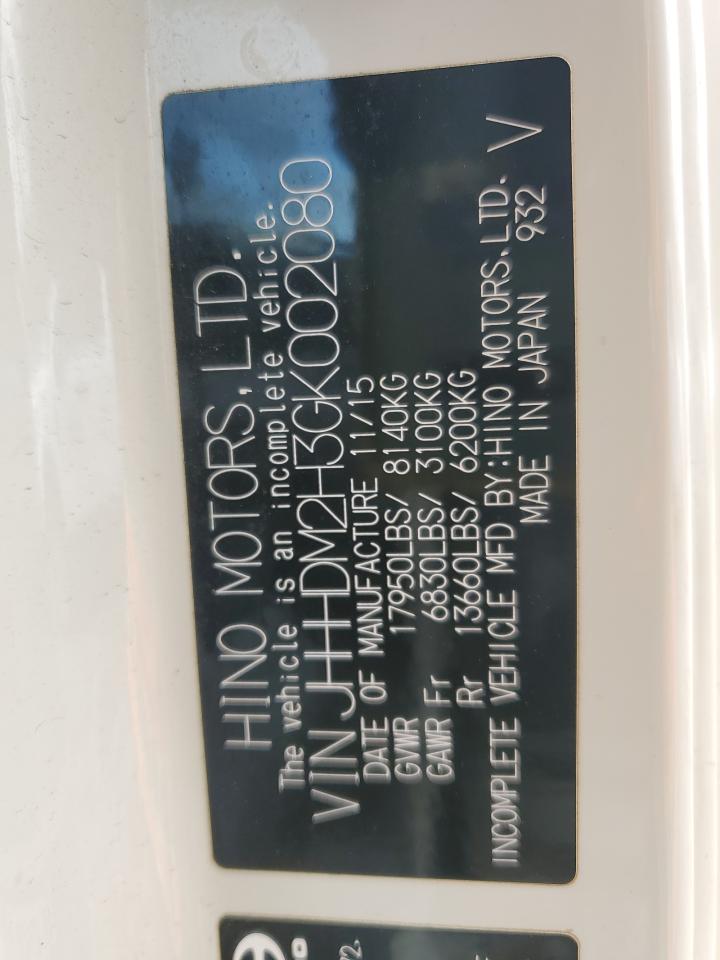 HINO MOTORS, LTD.
The vehicle is an incomplete vehicle.
VIN JHHHDM2H3GK002080
DATE OF MANUFACTURE 11/15
GVWR 17950LBS/ 8140KG
GAWR Fr 6830LBS/ 3100KG
Rr 13660LBS/ 6200KG
INCOMPLETE VEHICLE MFD BY:HINO MOTORS,LTD.
MADE IN JAPAN 932 V